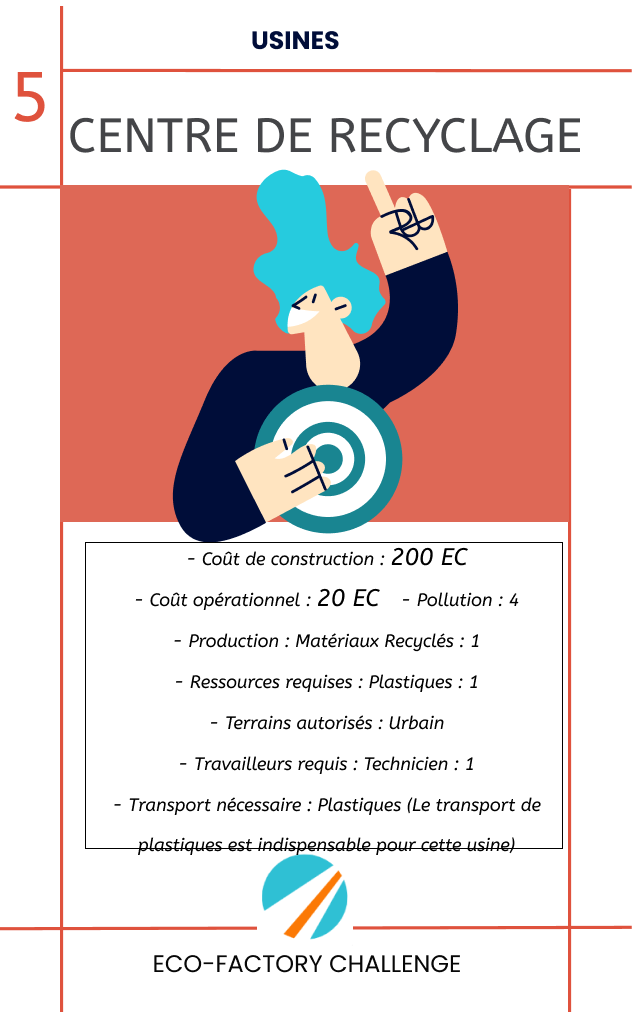 USINES
5
CENTRE DE RECYCLAGE
- Coût de construction : 200 EC
- Coût opérationnel : 20 EC - Pollution : 4
- Production : Matériaux Recyclés : 1
- Ressources requises : Plastiques : 1
- Terrains autorisés : Urbain
- Travailleurs requis : Technicien : 1
- Transport nécessaire : Plastiques (Le transport de
plastiques est indispensable pour cette usine)
ECO-FACTORY CHALLENGE